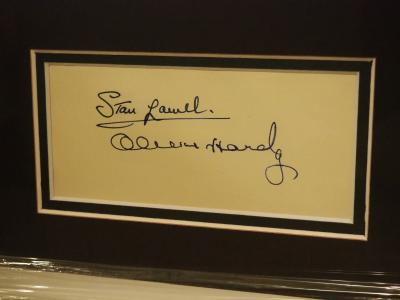 Stan Laurel.
Oliver Hardy